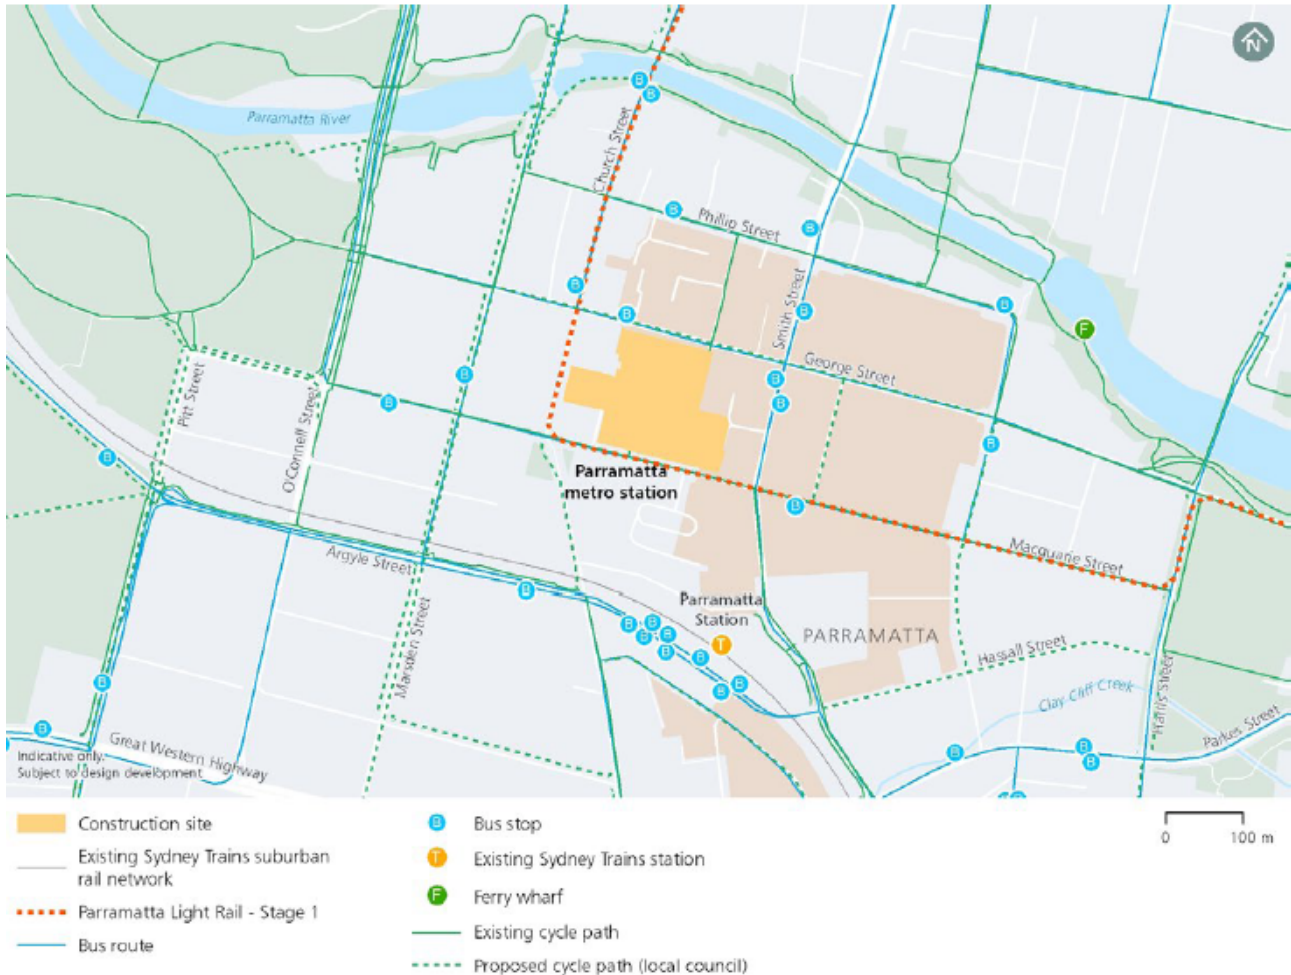 N
Parramatta River
Church Street
Phillip Street
Smith Street
George Street
Pitt Street
O'Connell Street
Parramatta
metro station
Macquarie Street
Argyle Street
Marsden Street
Parramatta
Station
PARRAMATTA
Hassall Street
Clay Cliff Creek
Harris Street
Parkes Street
Great Western Highway
Indicative only.
Subject to design development
B
B
B
B
B
B
B
B
F
B
B
B
B
B
B
B
B
B
B
B
B
B
B
T
B
B
B
B
B
B
B
B
Construction site
Existing Sydney Trains suburban
rail network
Parramatta Light Rail - Stage 1
Bus route
B Bus stop
T Existing Sydney Trains station
F Ferry wharf
Existing cycle path
Proposed cycle path (local council)
0 100 m